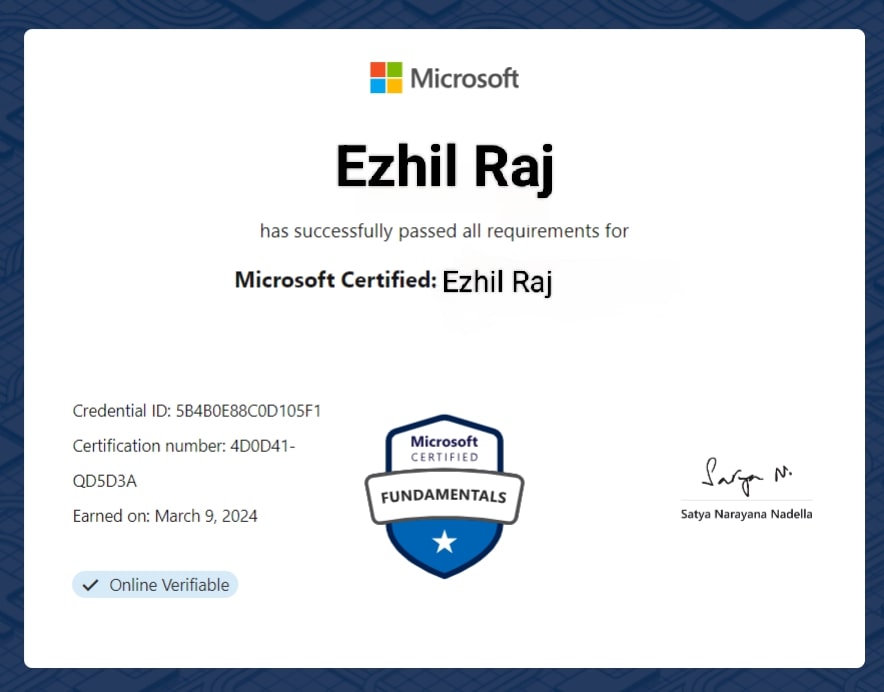 Microsoft
Ezhil Raj
has successfully passed all requirements for
Microsoft Certified: Ezhil Raj
Credential ID: 5B4B0E88C0D105F1
Certification number: 4D0D41-
QD5D3A
Earned on: March 9, 2024
Online Verifiable
Microsoft
CERTIFIED
FUNDAMENTALS
Satya N.
Satya Narayana Nadella